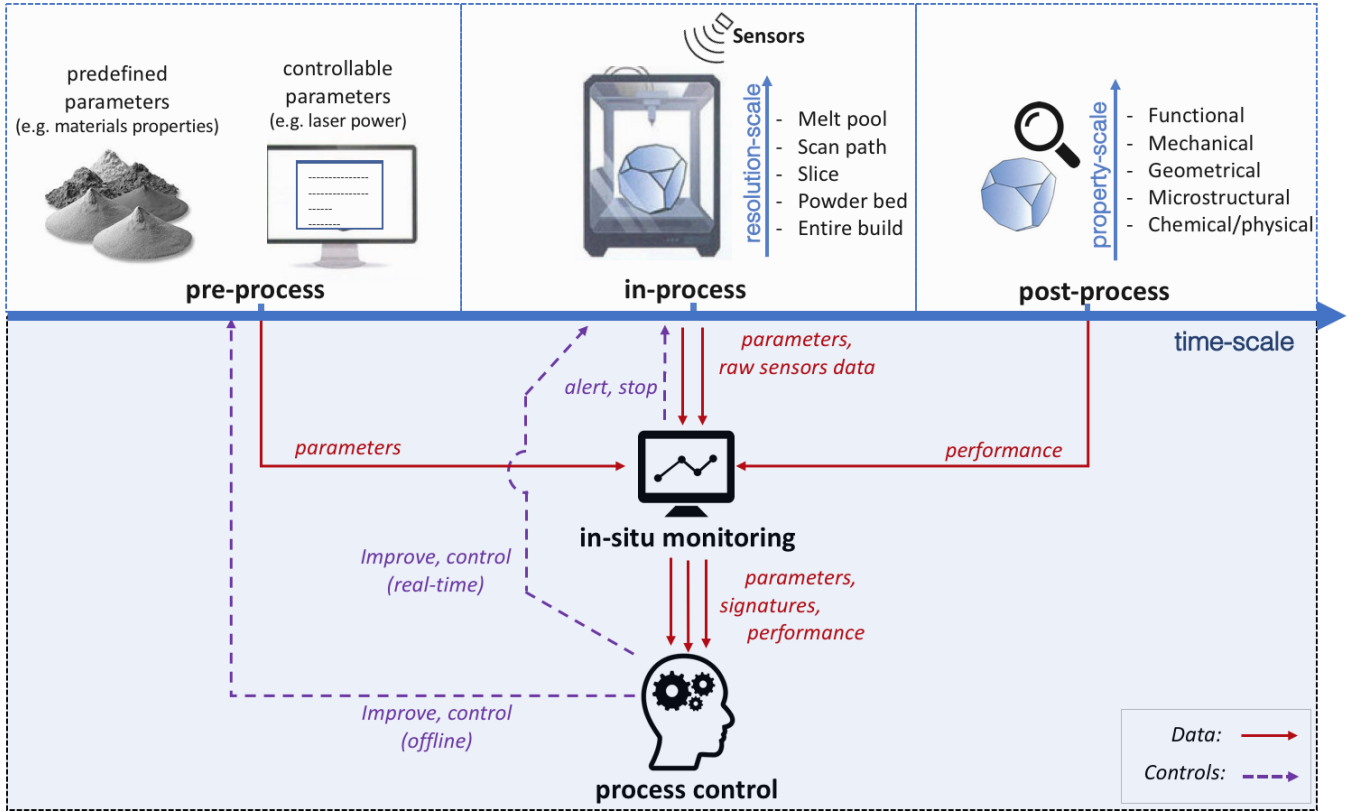 Sensors
predefined
parameters
(e.g. materials properties)
controllable
parameters
(e.g. laser power)
resolution-scale
- Melt pool
- Scan path
- Slice
- Powder bed
- Entire build
property-scale
- Functional
- Mechanical
- Geometrical
- Microstructural
- Chemical/physical
pre-process
in-process
post-process
time-scale
parameters,
raw sensors data
alert, stop
parameters
performance
in-situ monitoring
Improve, control
(real-time)
parameters,
signatures,
performance
Improve, control
(offline)
process control
Data:
Controls: